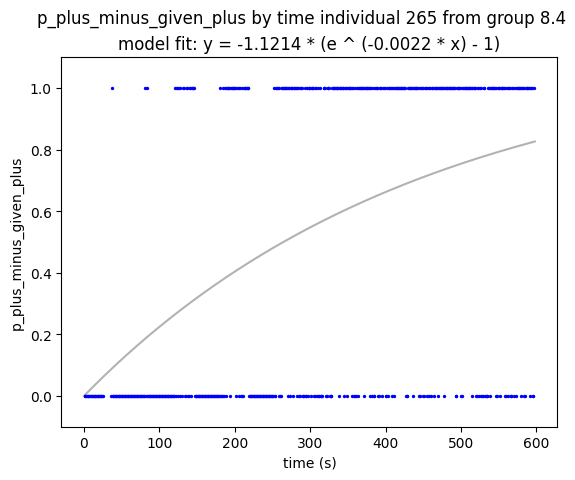 p_plus_minus_given_plus by time individual 265 from group 8.4
model fit: y = -1.1214 * (e ^ (-0.0022 * x) - 1)
1.0
0.8
0.6
0.4
0.2
0.0
p_plus_minus_given_plus
0 100 200 300 400 500 600
time (s)